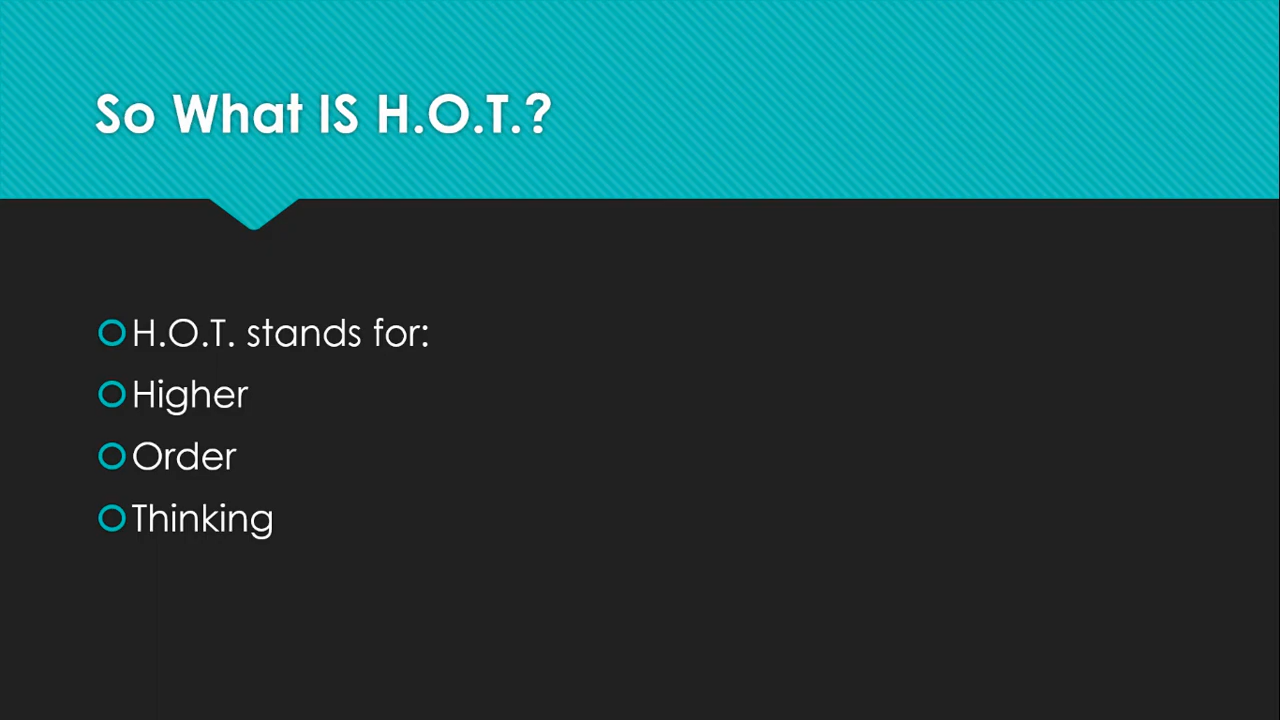 So What IS H.O.T.?
H.O.T. stands for:
Higher
Order
Thinking